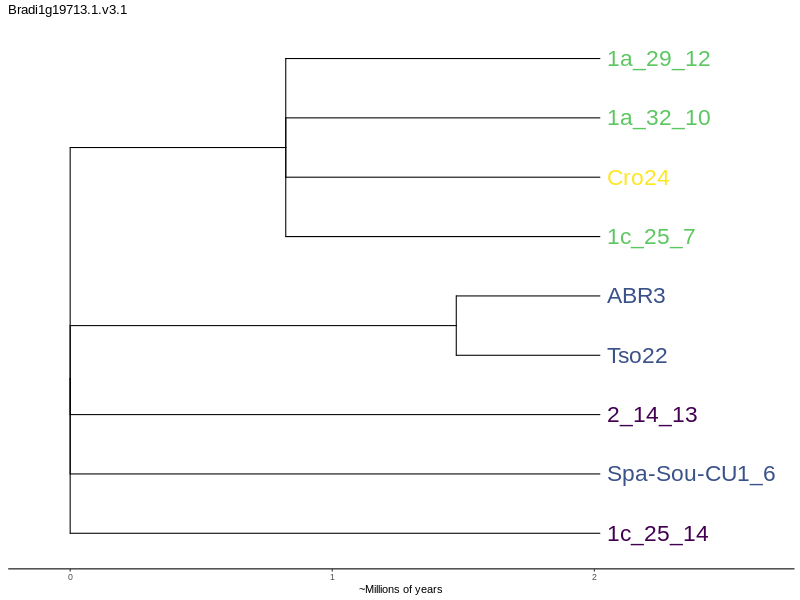 Bradi1g19713.1.v3.1
1a_29_12
1a_32_10
Cro24
1c_25_7
ABR3
Tso22
2_14_13
Spa-Sou-CU1_6
1c_25_14
0 1 2
~Millions of years